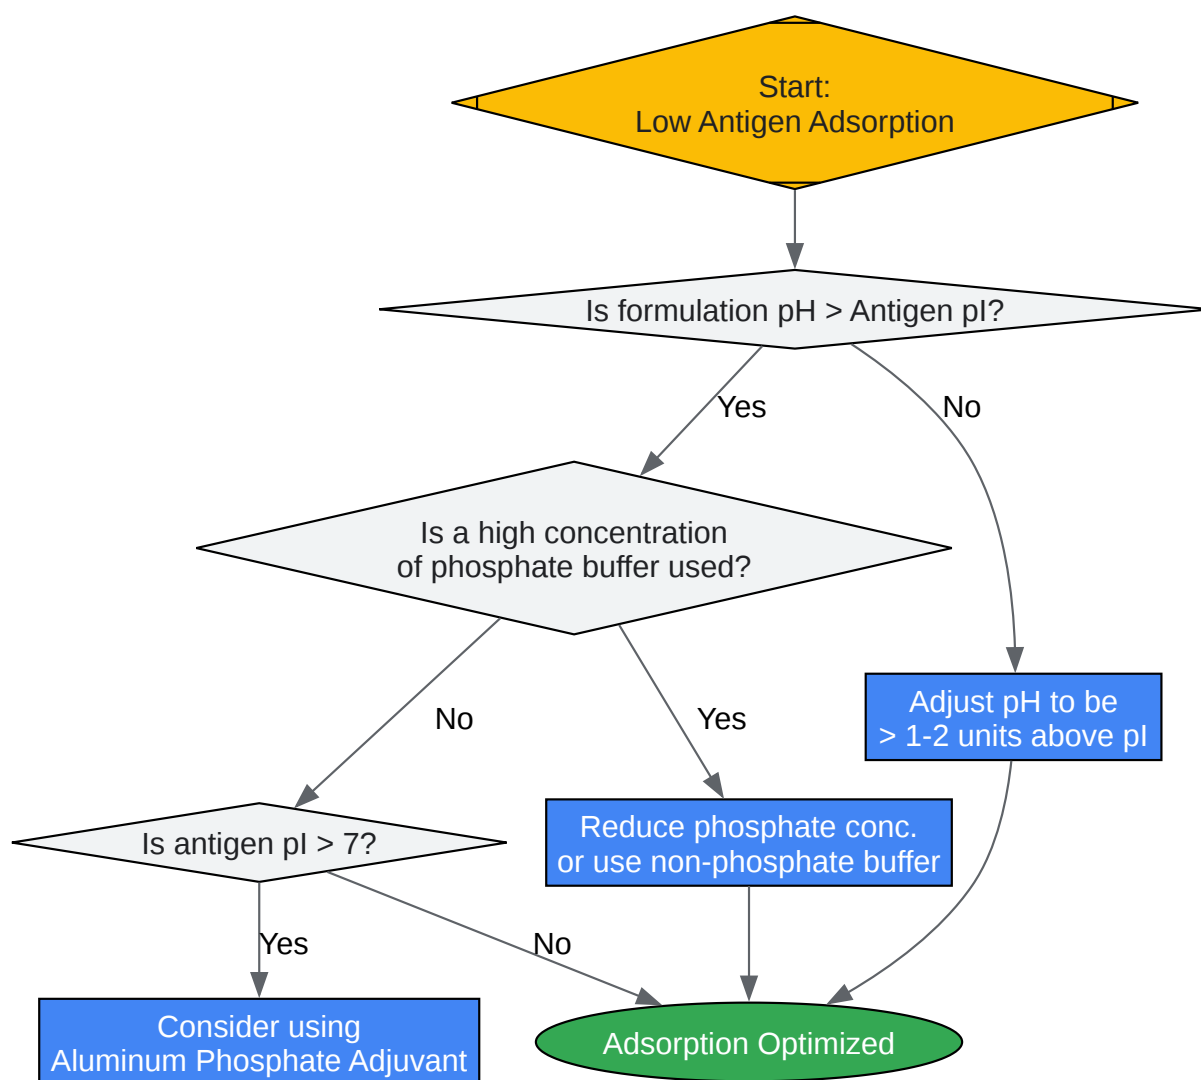 Start:
Low Antigen Adsorption
Is formulation pH > Antigen pI?
Yes
No
Is a high concentration
of phosphate buffer used?
No
Yes
Adjust pH to be
> 1-2 units above pI
Is antigen pI > 7?
Reduce phosphate conc.
or use non-phosphate buffer
Yes
No
Consider using
Aluminum Phosphate Adjuvant
Adsorption Optimized